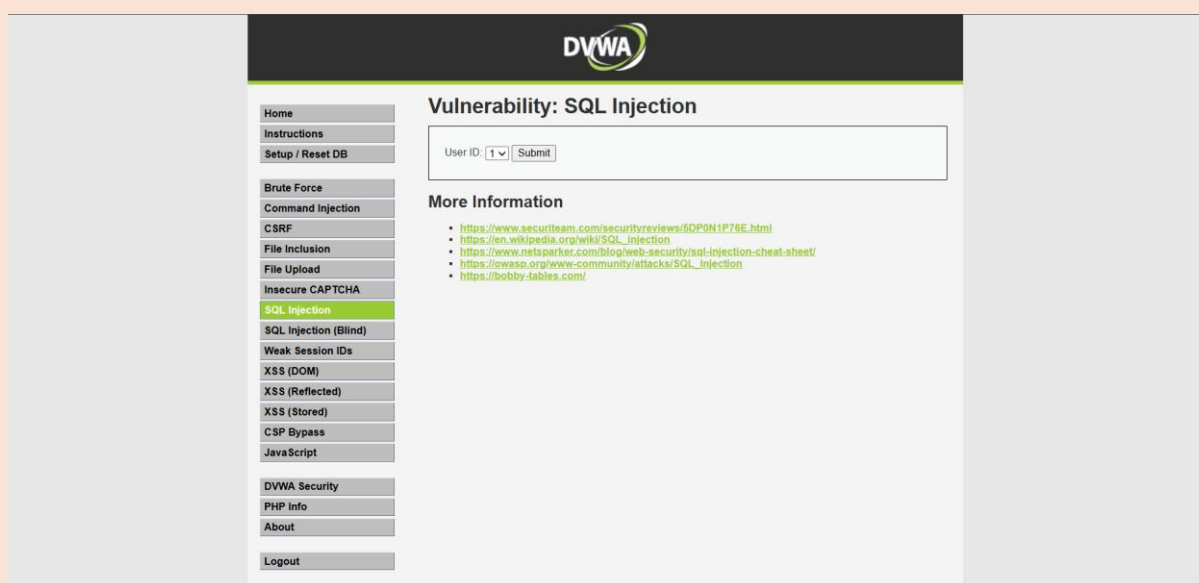 DVWA
Home
Instructions
Setup / Reset DB
Brute Force
Command Injection
CSRF
File Inclusion
File Upload
Insecure CAPTCHA
SQL Injection
SQL Injection (Blind)
Weak Session IDs
XSS (DOM)
XSS (Reflected)
XSS (Stored)
CSP Bypass
JavaScript
DVWA Security
PHP Info
About
Logout
Vulnerability: SQL Injection
User ID: 1 Submit
More Information
https://www.securiteam.com/securityreviews/5DP0N1P76E.html
https://en.wikipedia.org/wiki/SQL_injection
https://www.netsparker.com/blog/web-security/sql-injection-cheat-sheet/
https://owasp.org/www-community/attacks/SQL_Injection
https://bobby-tables.com/